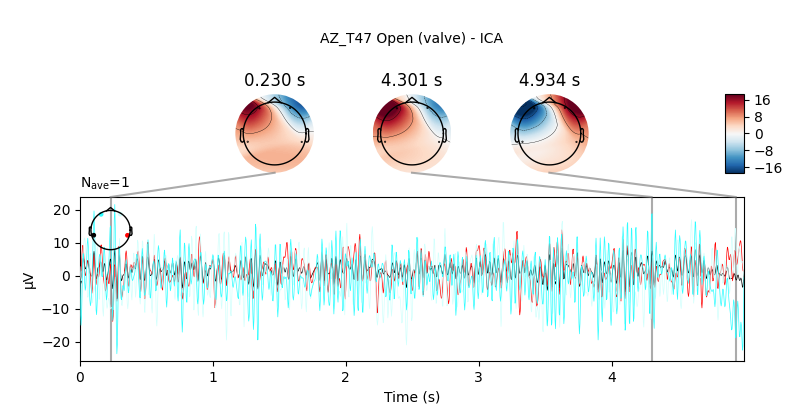 AZ_T47 Open (valve) - ICA
0.230 s
4.301 s
4.934 s
16
8
0
−8
−16
Nave=1
20
10
0
−10
−20
µV
0
1
2
3
4
Time (s)